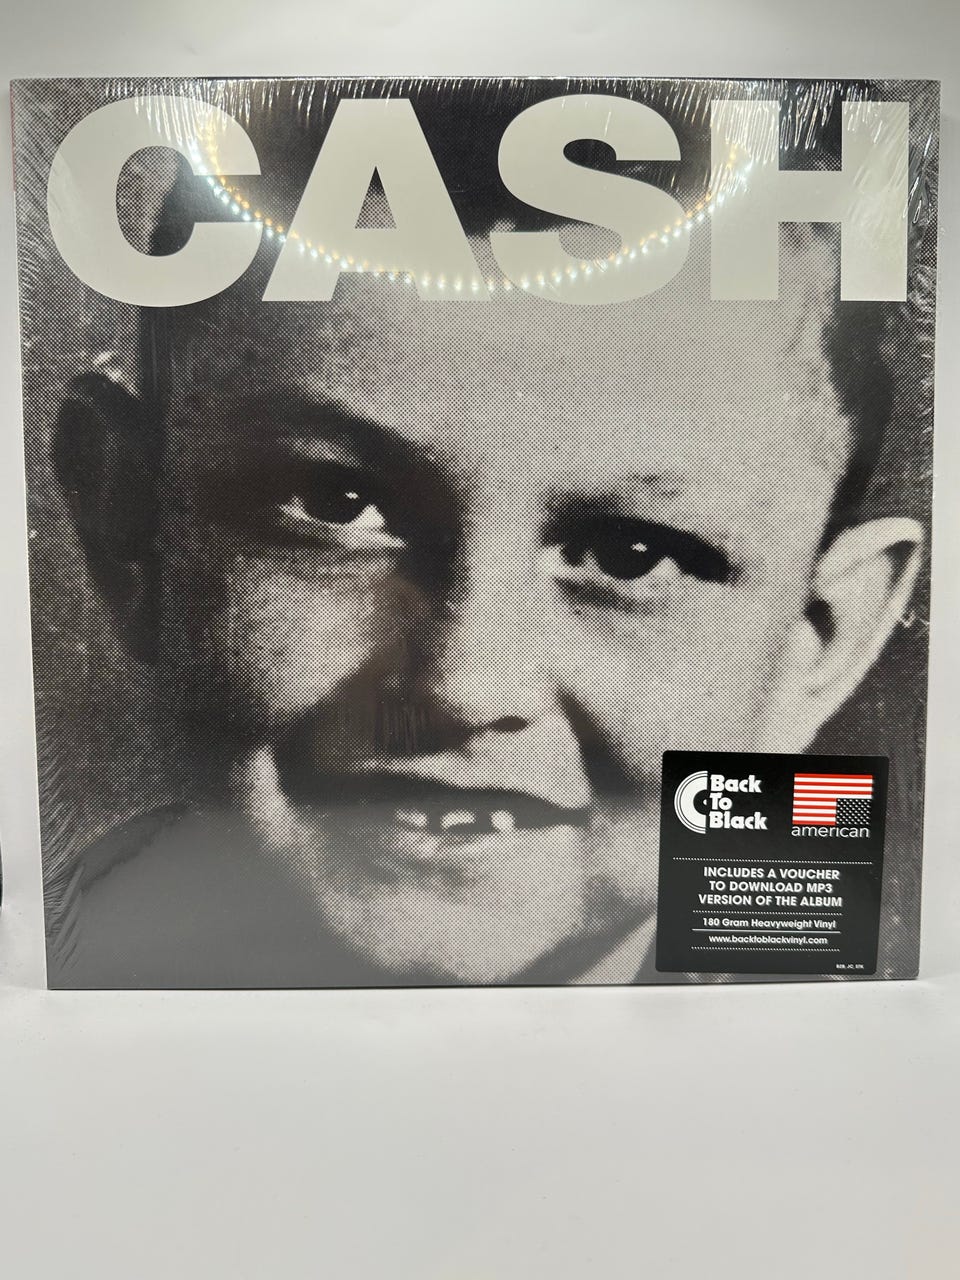 CASH
Back
To
Black
american
INCLUDES A VOUCHER
TO DOWNLOAD MP3
VERSION OF THE ALBUM
180 Gram Heavyweight Vinyl
www.backtoblackvinyl.com